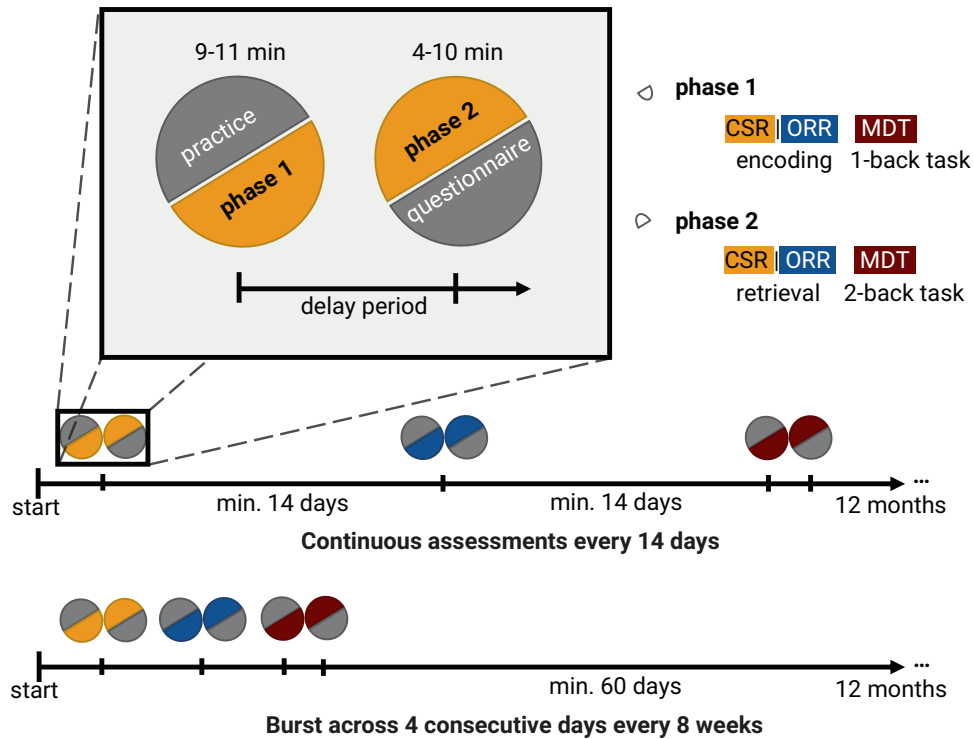 9-11 min
4-10 min
practice
phase 1
phase 2
questionnaire
delay period
phase 1
CSR | ORR MDT
encoding 1-back task
phase 2
CSR | ORR MDT
retrieval 2-back task
start
min. 14 days
min. 14 days
...
12 months
Continuous assessments every 14 days
start
min. 60 days
...
12 months
Burst across 4 consecutive days every 8 weeks